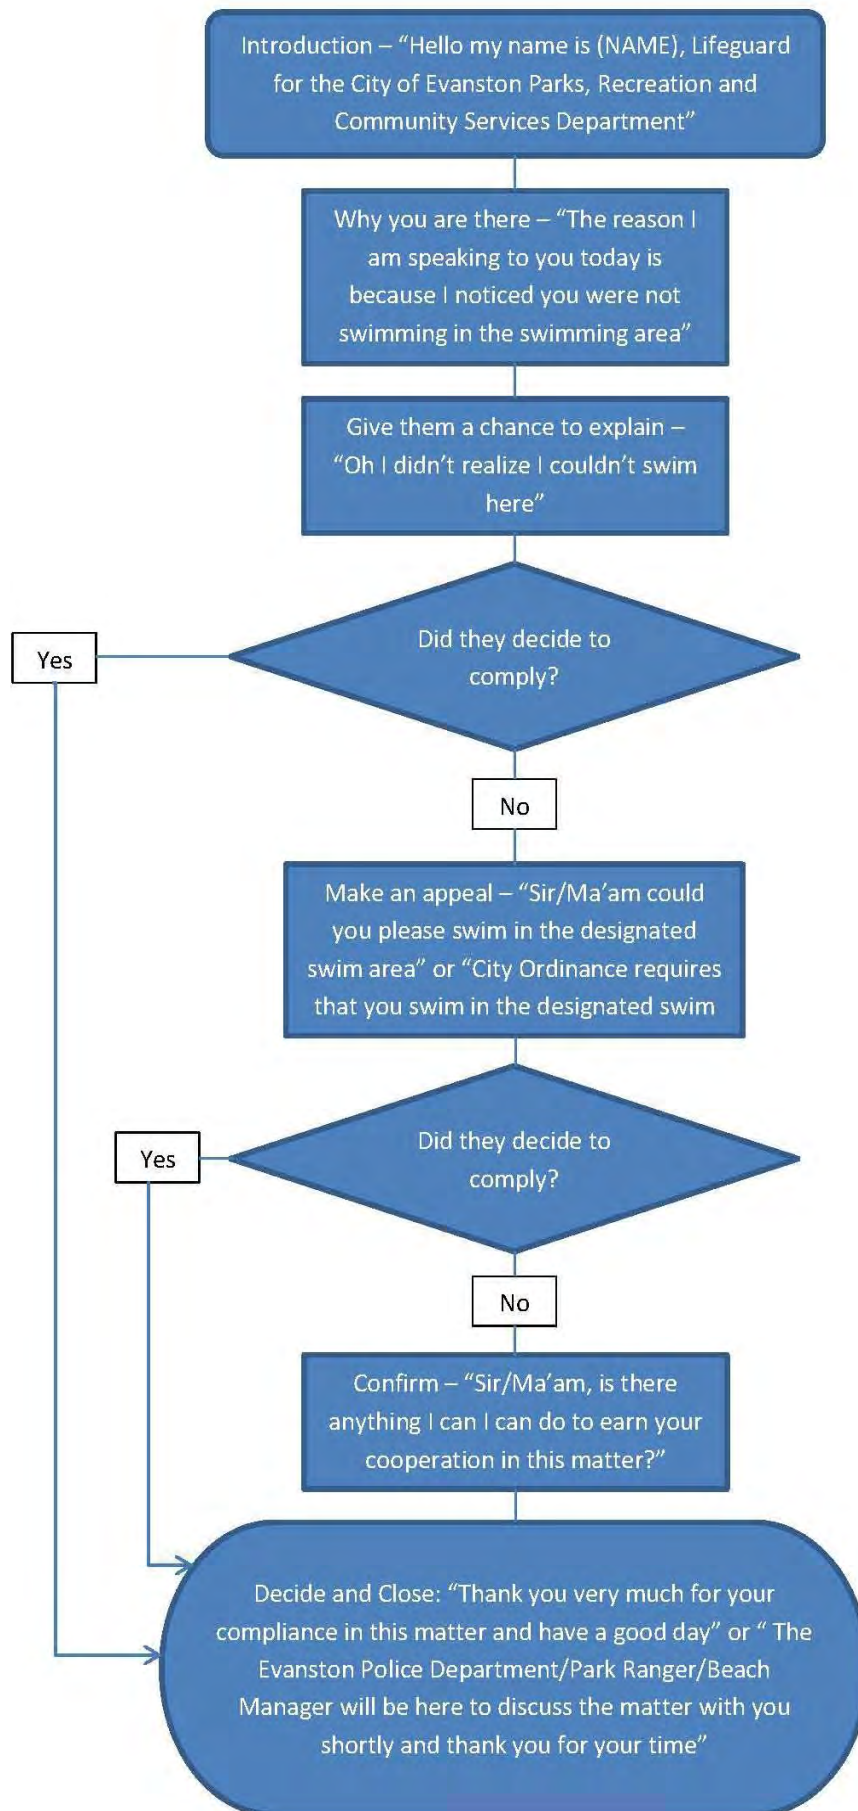 Introduction – “Hello my name is (NAME), Lifeguard
for the City of Evanston Parks, Recreation and
Community Services Department”
Why you are there – “The reason I
am speaking to you today is
because I noticed you were not
swimming in the swimming area”
Give them a chance to explain –
“Oh I didn’t realize I couldn’t swim
here”
Did they decide to
comply?
Yes
No
Make an appeal – “Sir/Ma’am could
you please swim in the designated
swim area” or “City Ordinance requires
that you swim in the designated swim
Did they decide to
comply?
Yes
No
Confirm – “Sir/Ma’am, is there
anything I can I can do to earn your
cooperation in this matter?”
Decide and Close: “Thank you very much for your
compliance in this matter and have a good day” or “ The
Evanston Police Department/Park Ranger/Beach
Manager will be here to discuss the matter with you
shortly and thank you for your time”